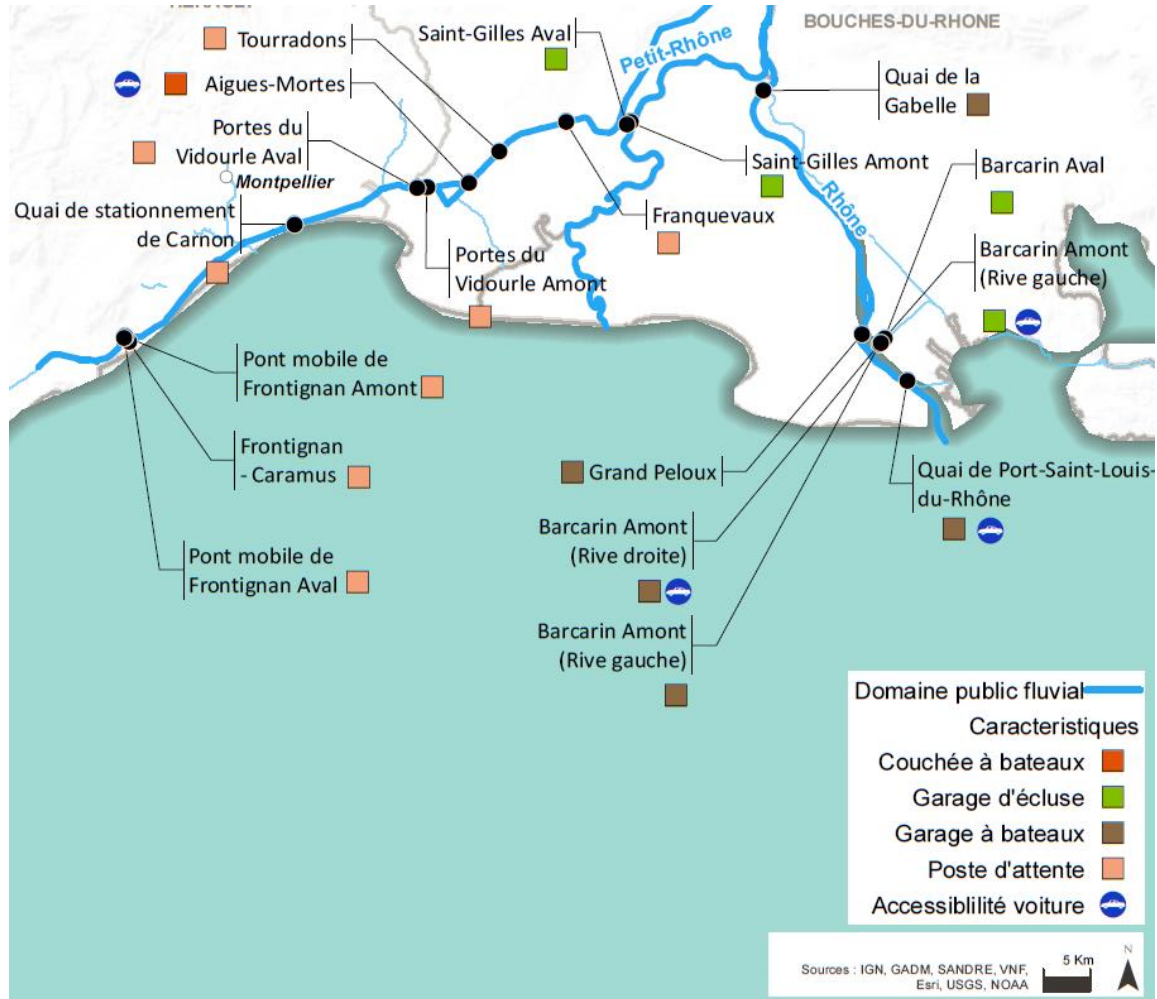 BOUCHES-DU-RHONE
Tourradons
Saint-Gilles Aval
Petit-Rhône
Aigues-Mortes
Quai de la
Gabelle
Portes du
Vidourle Aval
Montpellier
Saint-Gilles Amont
Barcarin Aval
Quai de stationnement
de Carnon
Franquevaux
Rhône
Portes du
Vidourle Amont
Barcarin Amont
(Rive gauche)
Pont mobile de
Frontignan Amont
Frontignan
- Caramus
Grand Peloux
Quai de Port-Saint-Louis-
du-Rhône
Barcarin Amont
(Rive droite)
Pont mobile de
Frontignan Aval
Barcarin Amont
(Rive gauche)
Domaine public fluvial
Caracteristiques
Couchée à bateaux
Garage d'écluse
Garage à bateaux
Poste d'attente
Accessiblilité voiture
Sources : IGN, GADM, SANDRE, VNF,
Esri, USGS, NOAA
5 Km
N